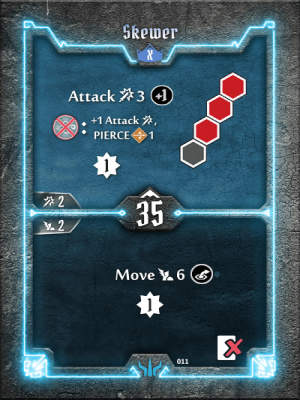 Skewer
X
Attack 3 +1
+1 Attack,
PIERCE 1
1
2
35
2
Move 6
1
011